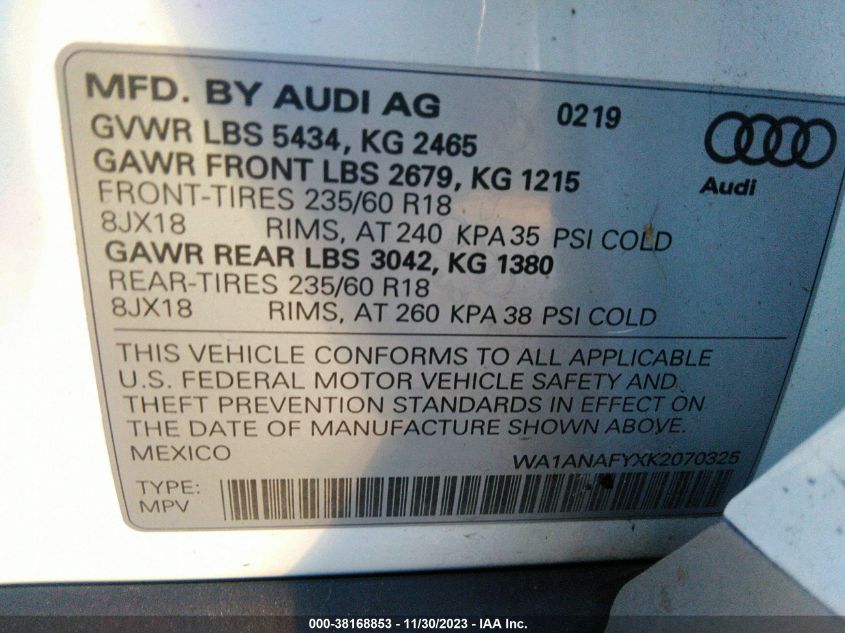 MFD. BY AUDI AG 0219
GVWR LBS 5434, KG 2465
GAWR FRONT LBS 2679, KG 1215
Audi
FRONT-TIRES 235/60 R18
8JX18 RIMS, AT 240 KPA 35 PSI COLD
GAWR REAR LBS 3042, KG 1380
REAR-TIRES 235/60 R18
8JX18 RIMS, AT 260 KPA 38 PSI COLD
THIS VEHICLE CONFORMS TO ALL APPLICABLE
U.S. FEDERAL MOTOR VEHICLE SAFETY AND
THEFT PREVENTION STANDARDS IN EFFECT ON
THE DATE OF MANUFACTURE SHOWN ABOVE.
MEXICO WA1ANAFYXK2070325
TYPE:
MPV
000-38168853 - 11/30/2023 - IAA Inc.